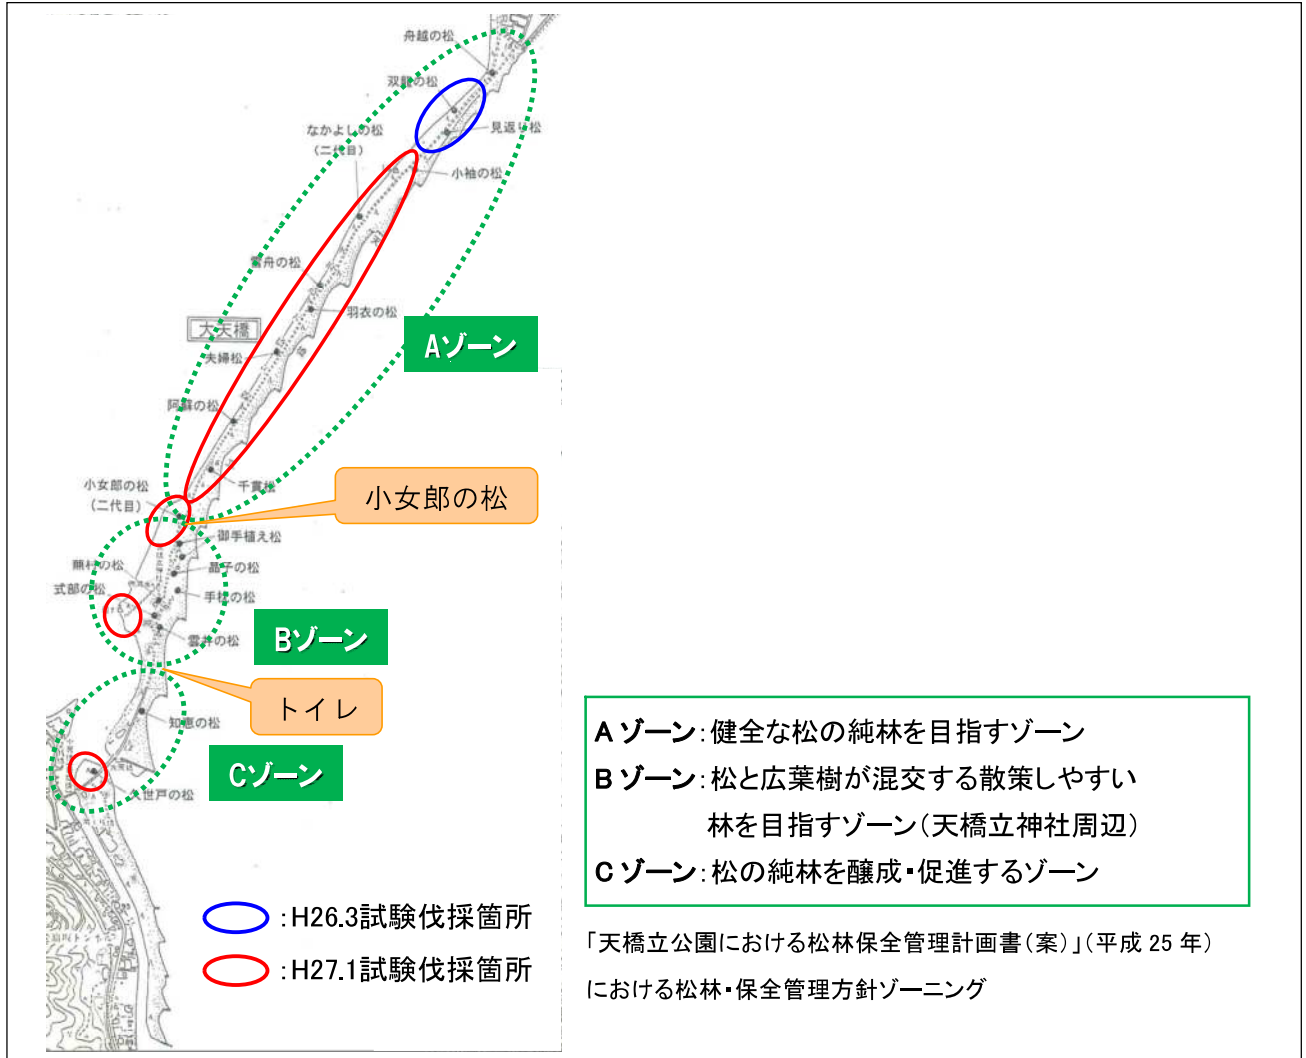 舟越の松
双龍の松
見返り松
なかよしの松
(二代目)
小袖の松
雪舟の松
羽衣の松
大天橋
Aゾーン
夫婦松
阿蘇の松
千貫松
小女郎の松
(二代目)
小女郎の松
御手植え松
蕪村の松
晶子の松
式部の松
手枕の松
雲井の松
Bゾーン
トイレ
知恵の松
Cゾーン
久世戸の松
:H26.3試験伐採箇所
:H27.1試験伐採箇所
A ゾーン:健全な松の純林を目指すゾーン
B ゾーン:松と広葉樹が混交する散策しやすい
林を目指すゾーン(天橋立神社周辺)
C ゾーン:松の純林を醸成・促進するゾーン
「天橋立公園における松林保全管理計画書(案)」(平成 25 年)
における松林・保全管理方針ゾーニング